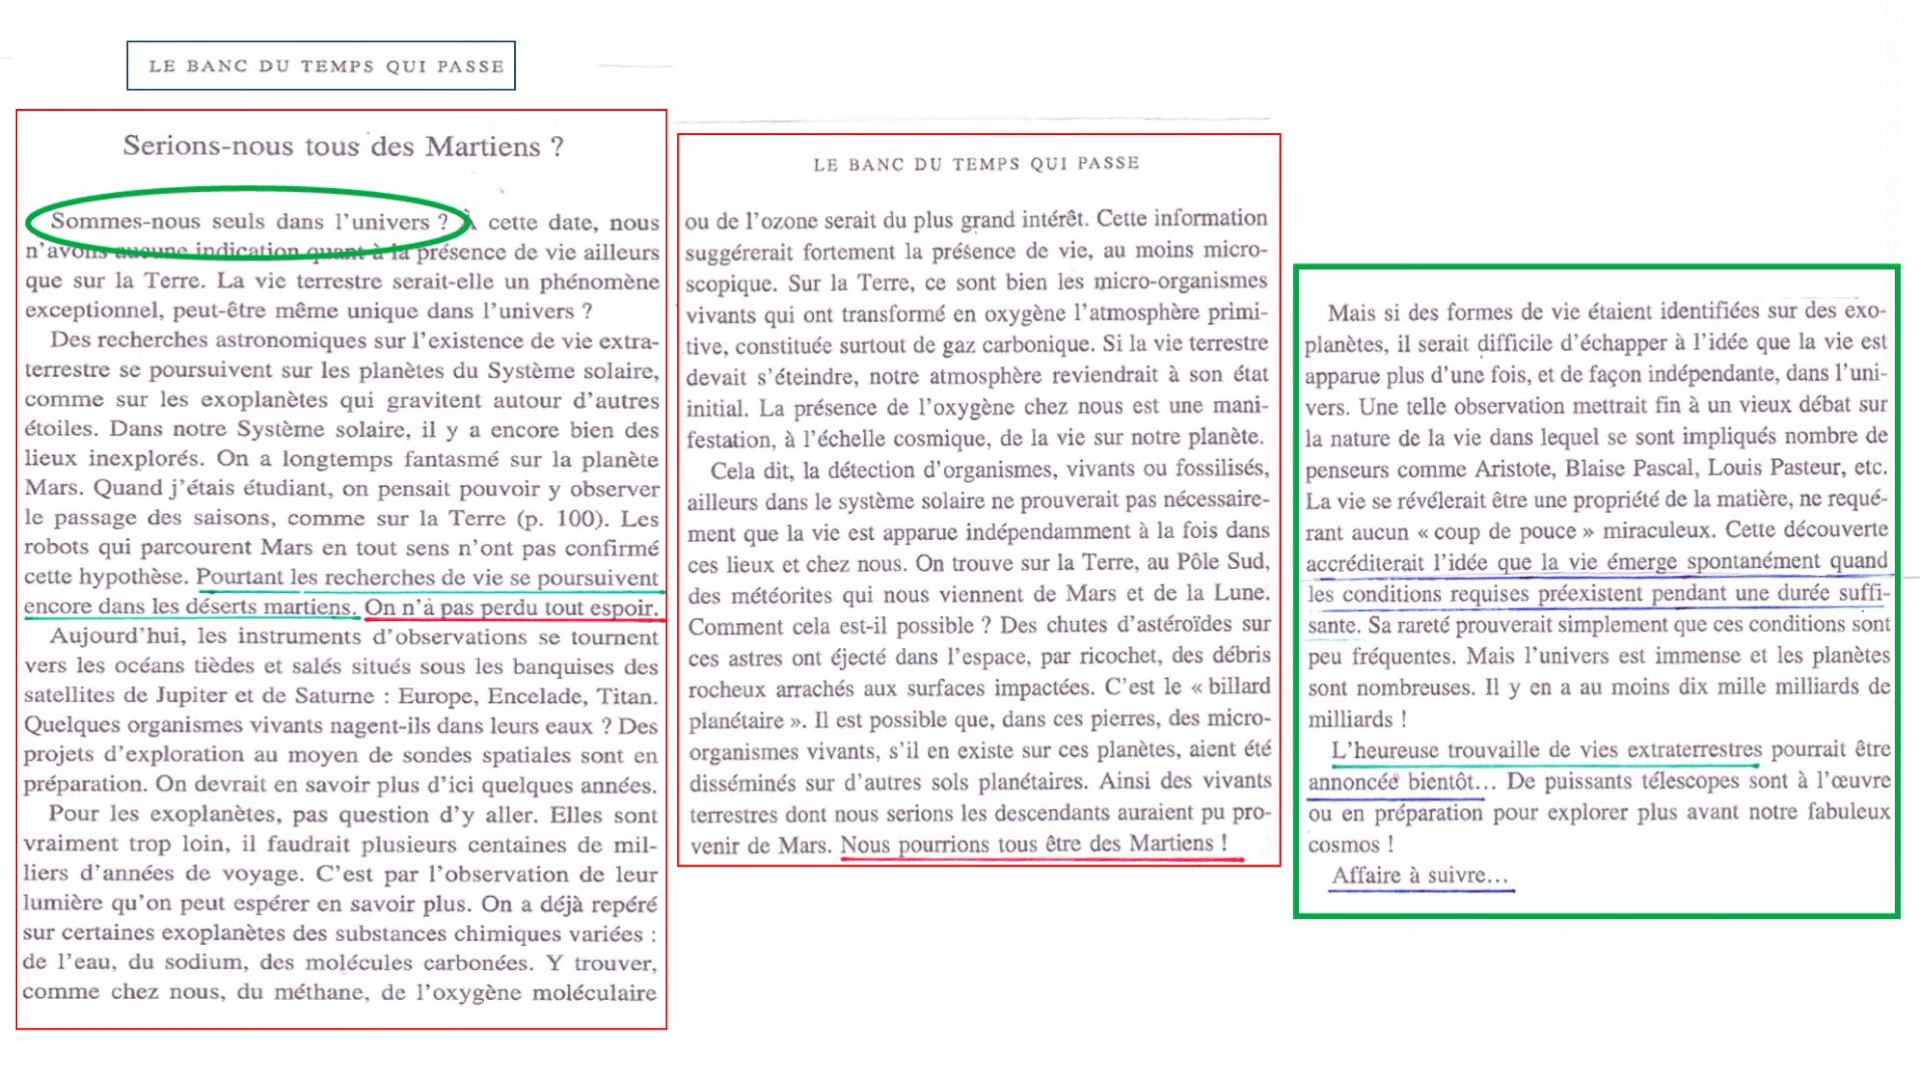 LE BANC DU TEMPS QUI PASSE
Serions-nous tous des Martiens ?
Sommes-nous seuls dans l'univers ? À cette date, nous
n'avons aucune indication quant à la présence de vie ailleurs
que sur la Terre. La vie terrestre serait-elle un phénomène
exceptionnel, peut-être même unique dans l'univers ?
Des recherches astronomiques sur l'existence de vie extra-
terrestre se poursuivent sur les planètes du Système solaire,
comme sur les exoplanètes qui gravitent autour d'autres
étoiles. Dans notre Système solaire, il y a encore bien des
lieux inexplorés. On a longtemps fantasmé sur la planète
Mars. Quand j'étais étudiant, on pensait pouvoir y observer
le passage des saisons, comme sur la Terre (p. 100). Les
robots qui parcourent Mars en tout sens n'ont pas confirmé
cette hypothèse. Pourtant les recherches de vie se poursuivent
encore dans les déserts martiens. On n'a pas perdu tout espoir.
Aujourd'hui, les instruments d'observations se tournent
vers les océans tièdes et salés situés sous les banquises des
satellites de Jupiter et de Saturne : Europe, Encelade, Titan.
Quelques organismes vivants nagent-ils dans leurs eaux ? Des
projets d'exploration au moyen de sondes spatiales sont en
préparation. On devrait en savoir plus d'ici quelques années.
Pour les exoplanètes, pas question d'y aller. Elles sont
vraiment trop loin, il faudrait plusieurs centaines de mil-
liers d'années de voyage. C'est par l'observation de leur
lumière qu'on peut espérer en savoir plus. On a déjà repéré
sur certaines exoplanètes des substances chimiques variées :
de l'eau, du sodium, des molécules carbonées. Y trouver,
comme chez nous, du méthane, de l'oxygène moléculaire
LE BANC DU TEMPS QUI PASSE
ou de l'ozone serait du plus grand intérêt. Cette information
suggérerait fortement la présence de vie, au moins micro-
scopique. Sur la Terre, ce sont bien les micro-organismes
vivants qui ont transformé en oxygène l'atmosphère primi-
tive, constituée surtout de gaz carbonique. Si la vie terrestre
devait s'éteindre, notre atmosphère reviendrait à son état
initial. La présence de l'oxygène chez nous est une mani-
festation, à l'échelle cosmique, de la vie sur notre planète.
Cela dit, la détection d'organismes, vivants ou fossilisés,
ailleurs dans le système solaire ne prouverait pas nécessaire-
ment que la vie est apparue indépendamment à la fois dans
ces lieux et chez nous. On trouve sur la Terre, au Pôle Sud,
des météorites qui nous viennent de Mars et de la Lune.
Comment cela est-il possible ? Des chutes d'astéroïdes sur
ces astres ont éjecté dans l'espace, par ricochet, des débris
rocheux arrachés aux surfaces impactées. C'est le « billard
planétaire ». Il est possible que, dans ces pierres, des micro-
organismes vivants, s'il en existe sur ces planètes, aient été
disséminés sur d'autres sols planétaires. Ainsi des vivants
terrestres dont nous serions les descendants auraient pu pro-
venir de Mars. Nous pourrions tous être des Martiens !
Mais si des formes de vie étaient identifiées sur des exo-
planètes, il serait difficile d'échapper à l'idée que la vie est
apparue plus d'une fois, et de façon indépendante, dans l'uni-
vers. Une telle observation mettrait fin à un vieux débat sur
la nature de la vie dans lequel se sont impliqués nombre de
penseurs comme Aristote, Blaise Pascal, Louis Pasteur, etc.
La vie se révélerait être une propriété de la matière, ne requé-
rant aucun « coup de pouce » miraculeux. Cette découverte
accréditerait l'idée que la vie émerge spontanément quand
les conditions requises préexistent pendant une durée suffi-
sante. Sa rareté prouverait simplement que ces conditions sont
peu fréquentes. Mais l'univers est immense et les planètes
sont nombreuses. Il y en a au moins dix mille milliards de
milliards !
L'heureuse trouvaille de vies extraterrestres pourrait être
annoncée bientôt... De puissants télescopes sont à l'œuvre
ou en préparation pour explorer plus avant notre fabuleux
cosmos !
Affaire à suivre...